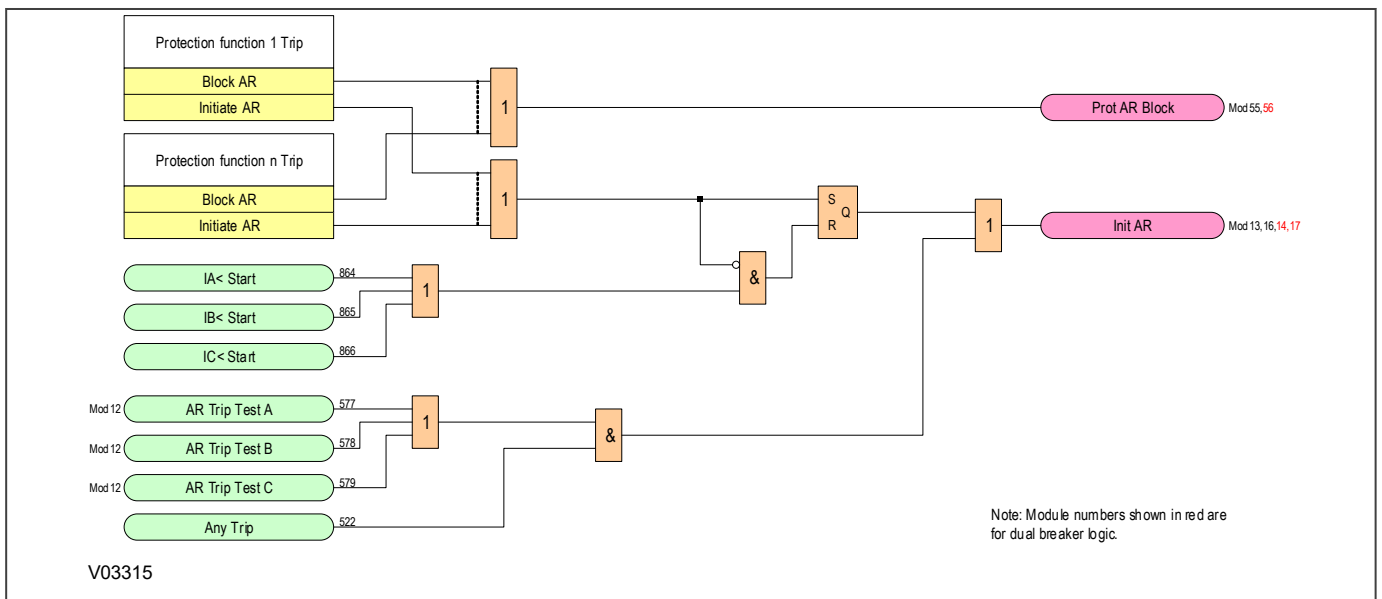 Protection function 1 Trip
Block AR
Initiate AR
1
Prot AR Block
Mod 55,56
Protection function n Trip
Block AR
Initiate AR
1
S
Q
R
1
Init AR
Mod 13,16,14,17
&
IA< Start
864
IB< Start
865
IC< Start
866
1
Mod 12
AR Trip Test A
577
Mod 12
AR Trip Test B
578
Mod 12
AR Trip Test C
579
1
&
Any Trip
522
Note: Module numbers shown in red are
for dual breaker logic.
V03315